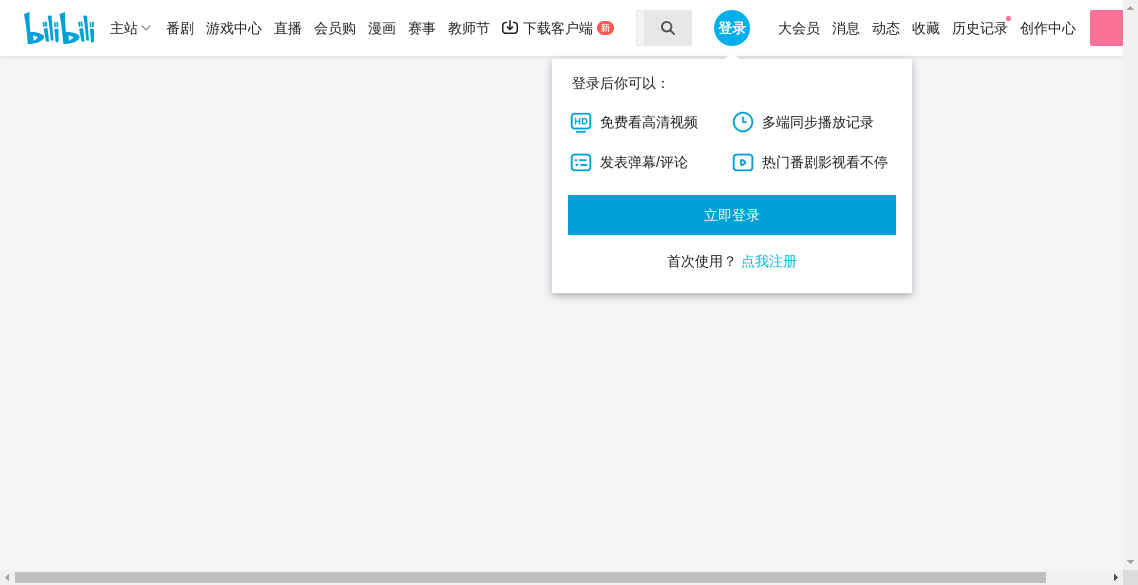 bilibili 主站 番剧 游戏中心 直播 会员购 漫画 赛事 教师节 下载客户端 新 登录 大会员 消息 动态 收藏 历史记录 创作中心
登录后你可以：
HD 免费看高清视频 多端同步播放记录
发表弹幕/评论 热门番剧影视看不停
立即登录
首次使用？ 点我注册